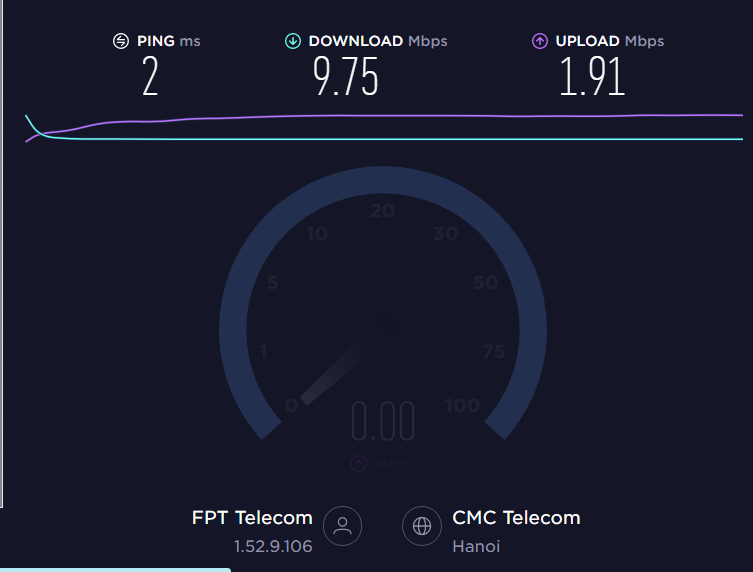 PING ms
DOWNLOAD Mbps
UPLOAD Mbps
2
9.75
1.91
20
10
30
5
50
1
75
0
100
0.00
Mbps
FPT Telecom
CMC Telecom
1.52.9.106
Hanoi